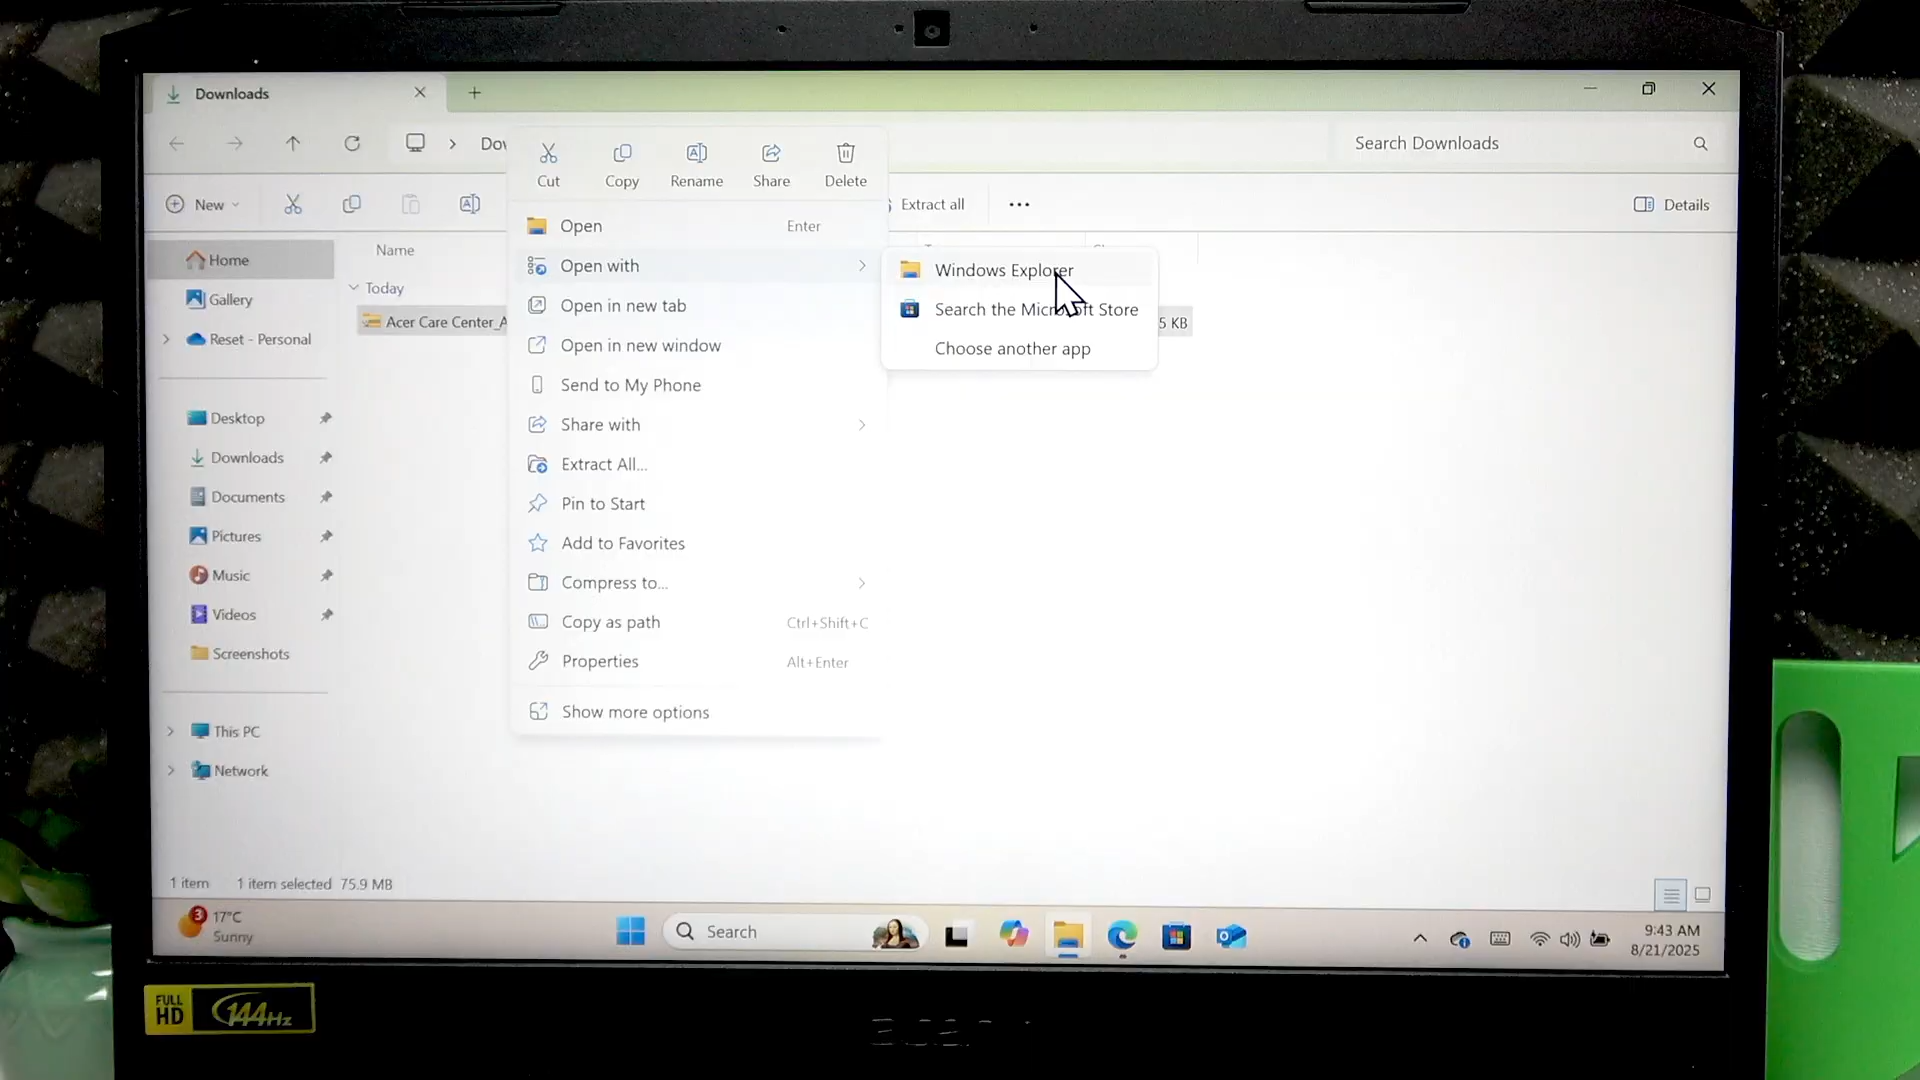 Downloads
Search Downloads
Cut
Copy
Rename
Share
Delete
New
Extract all
Details
Home
Gallery
Reset - Personal
Desktop
Downloads
Documents
Pictures
Music
Videos
Screenshots
This PC
Network
Name
Today
Acer Care Center_A
5 KB
Open Enter
Open with
Open in new tab
Open in new window
Send to My Phone
Share with
Extract All...
Pin to Start
Add to Favorites
Compress to...
Copy as path Ctrl+Shift+C
Properties Alt+Enter
Show more options
Windows Explorer
Search the Microsoft Store
Choose another app
1 item 1 item selected 75.9 MB
3
17°C
Sunny
Search
9:43 AM
8/21/2025
FULL HD 144Hz